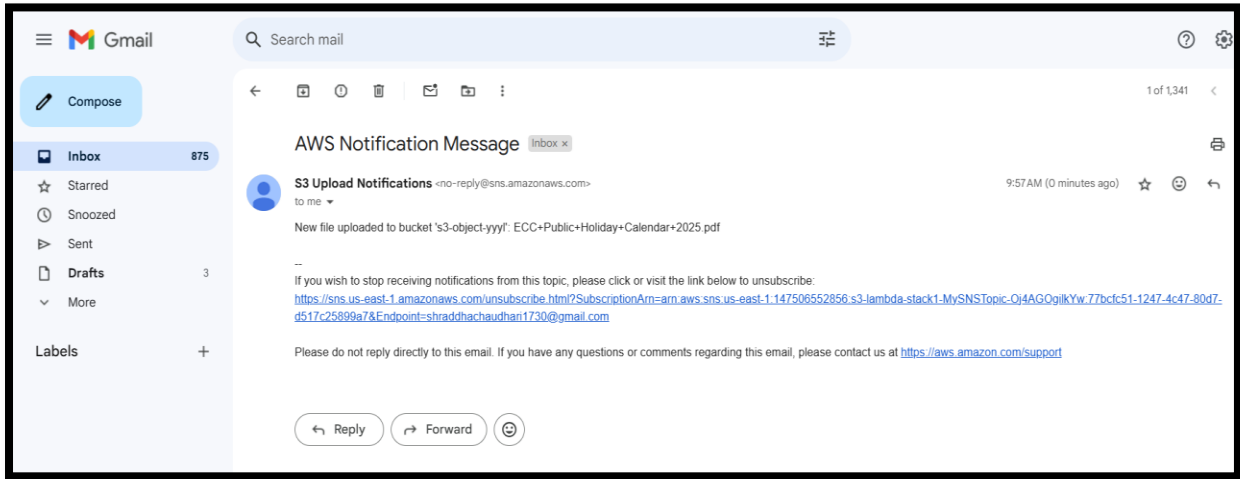 Gmail
Search mail
Compose
1 of 1,341
AWS Notification Message Inbox ×
Inbox 875
S3 Upload Notifications <no-reply@sns.amazonaws.com> 9:57 AM (0 minutes ago)
Starred
to me
Snoozed
New file uploaded to bucket 's3-object-yyyl': ECC+Public+Holiday+Calendar+2025.pdf
Sent
--
Drafts 3
If you wish to stop receiving notifications from this topic, please click or visit the link below to unsubscribe:
https://sns.us-east-1.amazonaws.com/unsubscribe.html?SubscriptionArn=arn:aws:sns:us-east-1:147506552856:s3-lambda-stack1-MySNSTopic-Oj4AGOgilkYw:77bcfc51-1247-4c47-80d7-
More
d517c25899a7&Endpoint=shraddhachaudhari1730@gmail.com
Labels
Please do not reply directly to this email. If you have any questions or comments regarding this email, please contact us at https://aws.amazon.com/support
Reply Forward